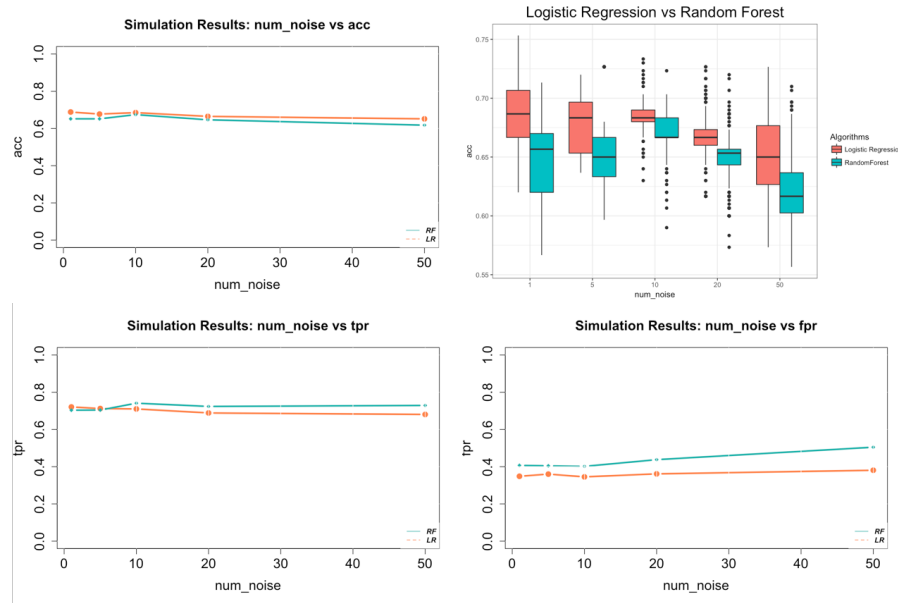 Simulation Results: num_noise vs acc
acc
0.0 0.2 0.4 0.6 0.8 1.0
0 10 20 30 40 50
num_noise
RF
LR
Logistic Regression vs Random Forest
acc
0.75
0.70
0.65
0.60
0.55
1 5 10 20 50
num_noise
Algorithms
Logistic Regressic
RandomForest
Simulation Results: num_noise vs tpr
tpr
0.0 0.2 0.4 0.6 0.8 1.0
0 10 20 30 40 50
num_noise
RF
LR
Simulation Results: num_noise vs fpr
tpr
0.0 0.2 0.4 0.6 0.8 1.0
0 10 20 30 40 50
num_noise
RF
LR